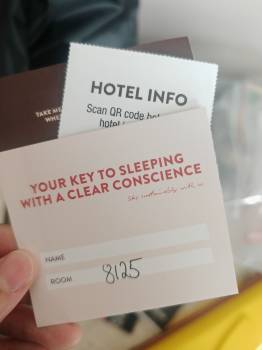 TAKE ME
WHE
HOTEL INFO
Scan QR code
hotel
YOUR KEY TO SLEEPING
WITH A CLEAR CONSCIENCE
NAME
ROOM 8125